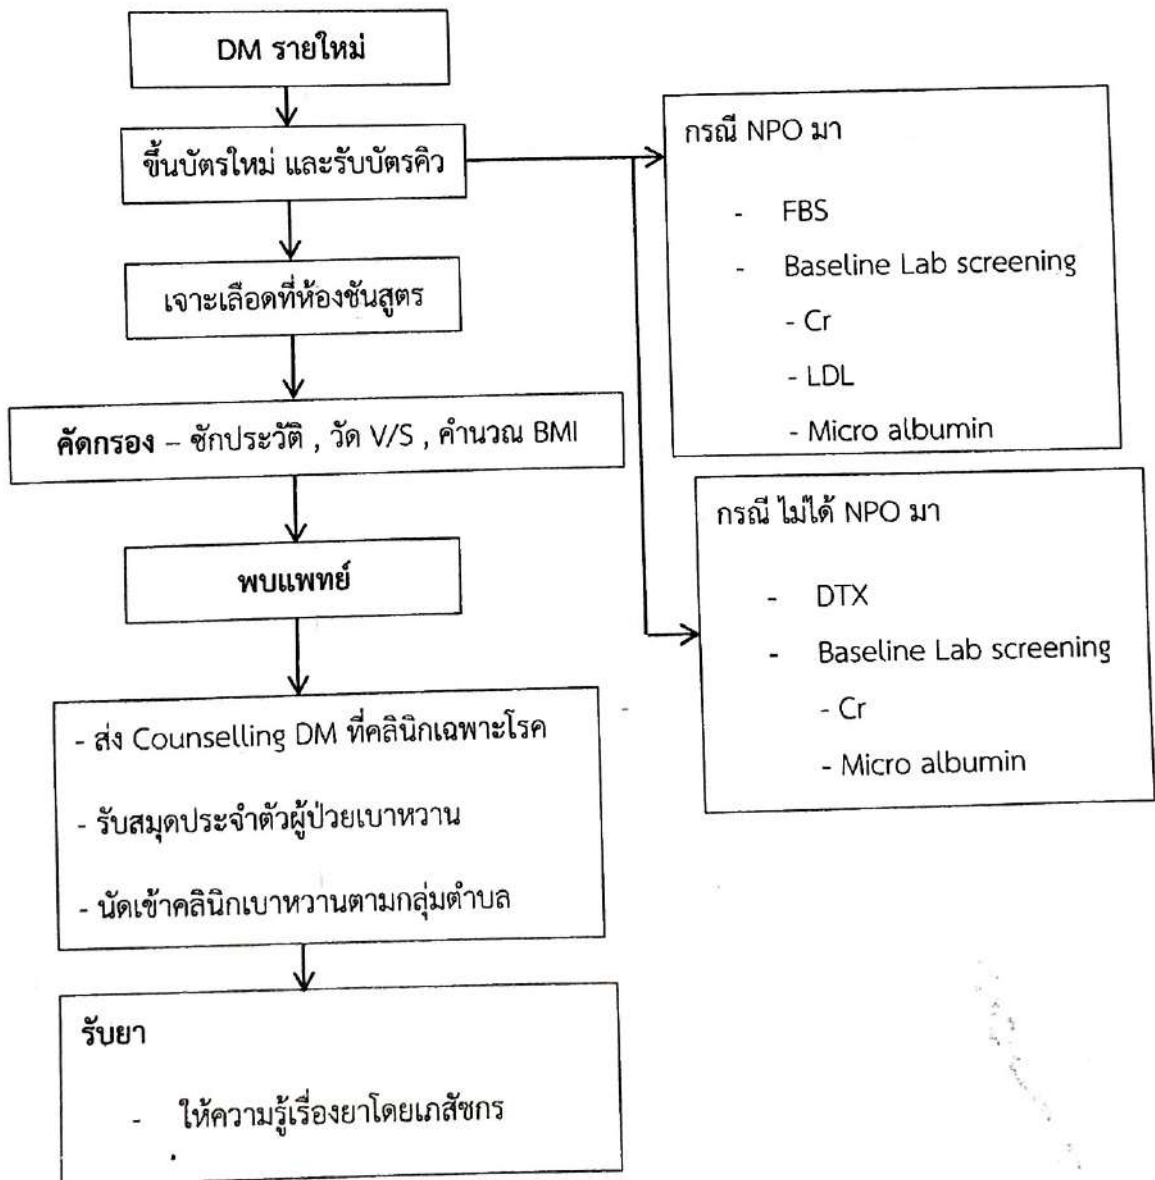 DM รายใหม่
ขึ้นบัตรใหม่ และรับบัตรคิว
เจาะเลือดที่ห้องชันสูตร
คัดกรอง – ซักประวัติ , วัด V/S , คำนวณ BMI
พบแพทย์
- ส่ง Counselling DM ที่คลินิกเฉพาะโรค
- รับสมุดประจำตัวผู้ป่วยเบาหวาน
- นัดเข้าคลินิกเบาหวานตามกลุ่มตำบล
รับยา
- ให้ความรู้เรื่องยาโดยเภสัชกร
กรณี NPO มา
- FBS
- Baseline Lab screening
- Cr
- LDL
- Micro albumin
กรณี ไม่ได้ NPO มา
- DTX
- Baseline Lab screening
- Cr
- Micro albumin